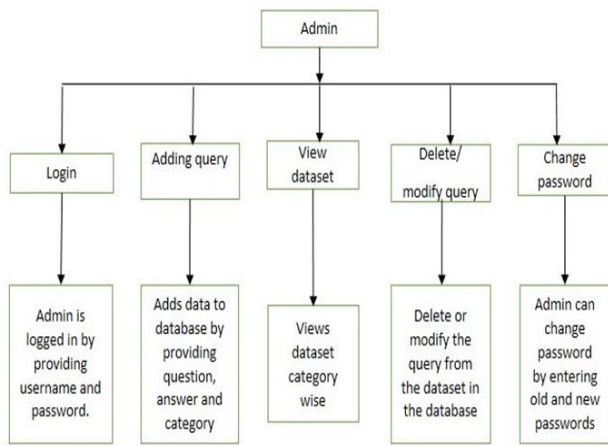 Admin
Login
Adding query
View
dataset
Delete/
modify query
Change
password
Admin is
logged in by
providing
username and
password.
Adds data to
database by
providing
question,
answer and
category
Views
dataset
category
wise
Delete or
modify the
query from
the dataset in
the database
Admin can
change
password
by entering
old and new
passwords